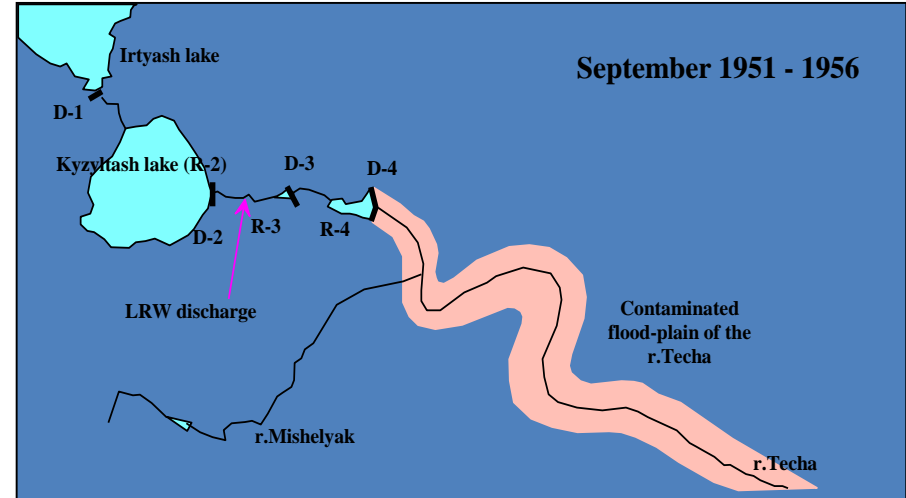 Irtyash lake
September 1951 - 1956
D-1
Kyzyltash lake (R-2)
D-3
D-4
D-2
R-3
R-4
LRW discharge
Contaminated
flood-plain of the
r.Techa
r.Mishelyak
r.Techa